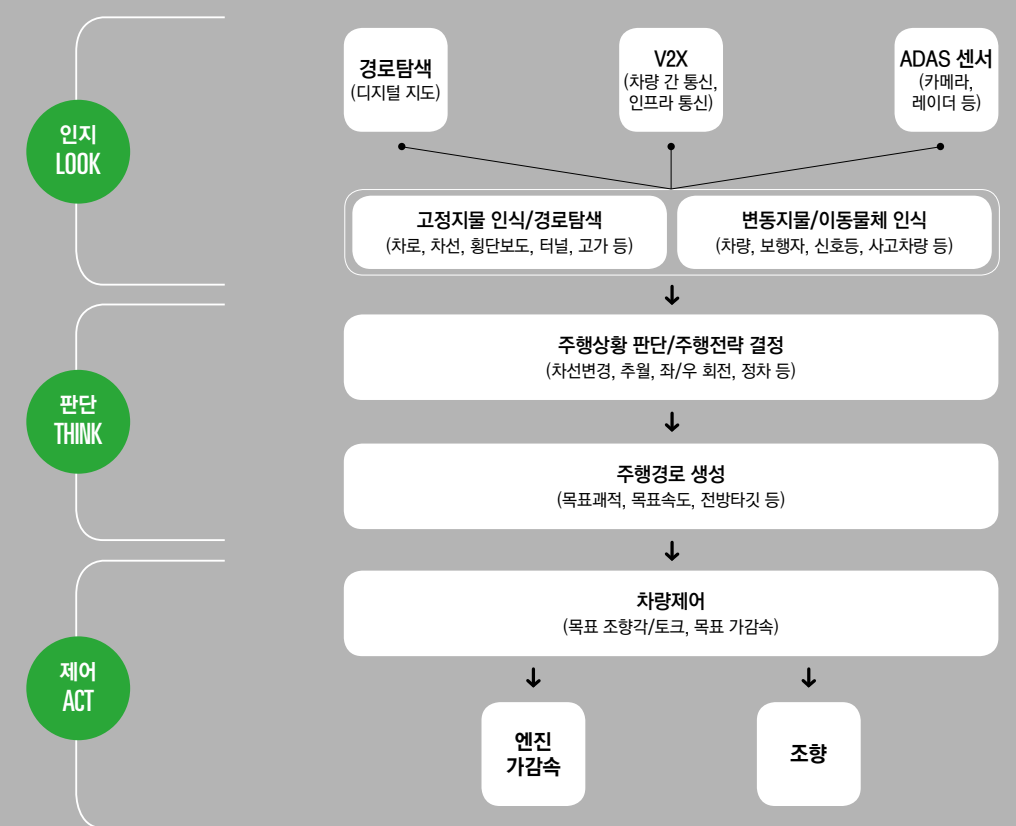 경로탐색
(디지털 지도)
V2X
(차량 간 통신,
인프라 통신)
ADAS 센서
(카메라,
레이더 등)
인지
LOOK
고정지물 인식/경로탐색
(차로, 차선, 횡단보도, 터널, 고가 등)
변동지물/이동물체 인식
(차량, 보행자, 신호등, 사고차량 등)
주행상황 판단/주행전략 결정
(차선변경, 추월, 좌/우 회전, 정차 등)
판단
THINK
주행경로 생성
(목표괘적, 목표속도, 전방타깃 등)
차량제어
(목표 조향각/토크, 목표 가감속)
제어
ACT
엔진
가감속
조향